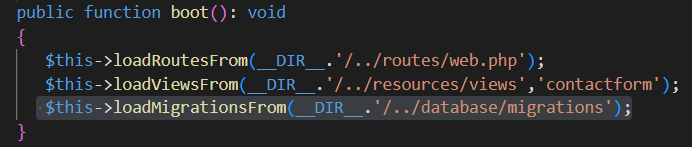 public function boot(): void
{
$this->loadRoutesFrom(__DIR__.'/../routes/web.php');
$this->loadViewsFrom(__DIR__.'/../resources/views','contactform');
$this->loadMigrationsFrom(__DIR__.'/../database/migrations');
}